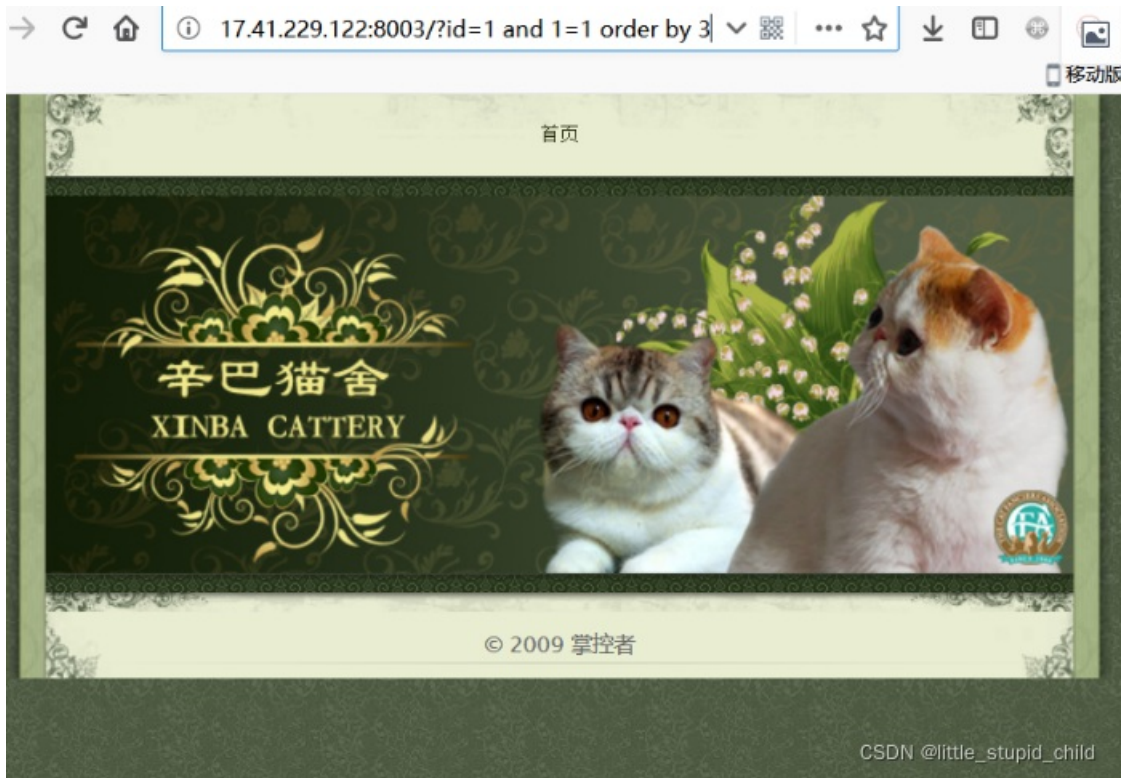 17.41.229.122:8003/?id=1 and 1=1 order by 3
移动版
首页
辛巴猫舍
XINBA CATTERY
CFA
© 2009 掌控者
CSDN @little_stupid_child